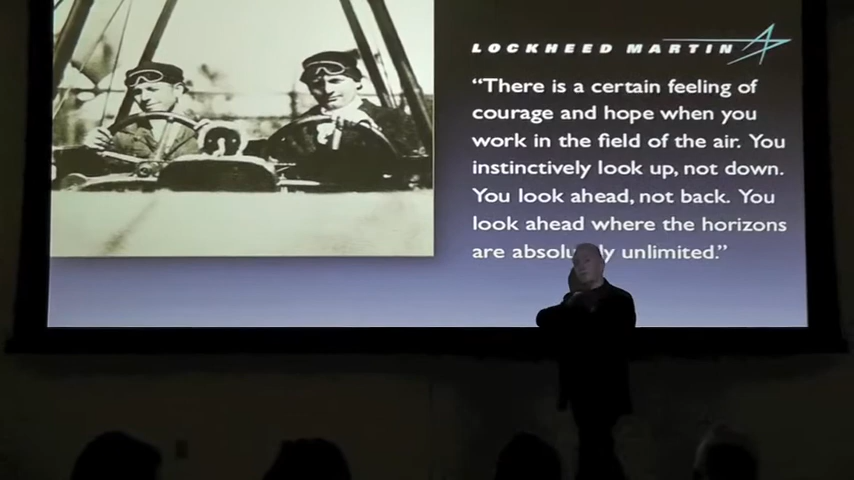 LOCKHEED MARTIN
“There is a certain feeling of
courage and hope when you
work in the field of the air. You
instinctively look up, not down.
You look ahead, not back. You
look ahead where the horizons
are absolutely unlimited.”